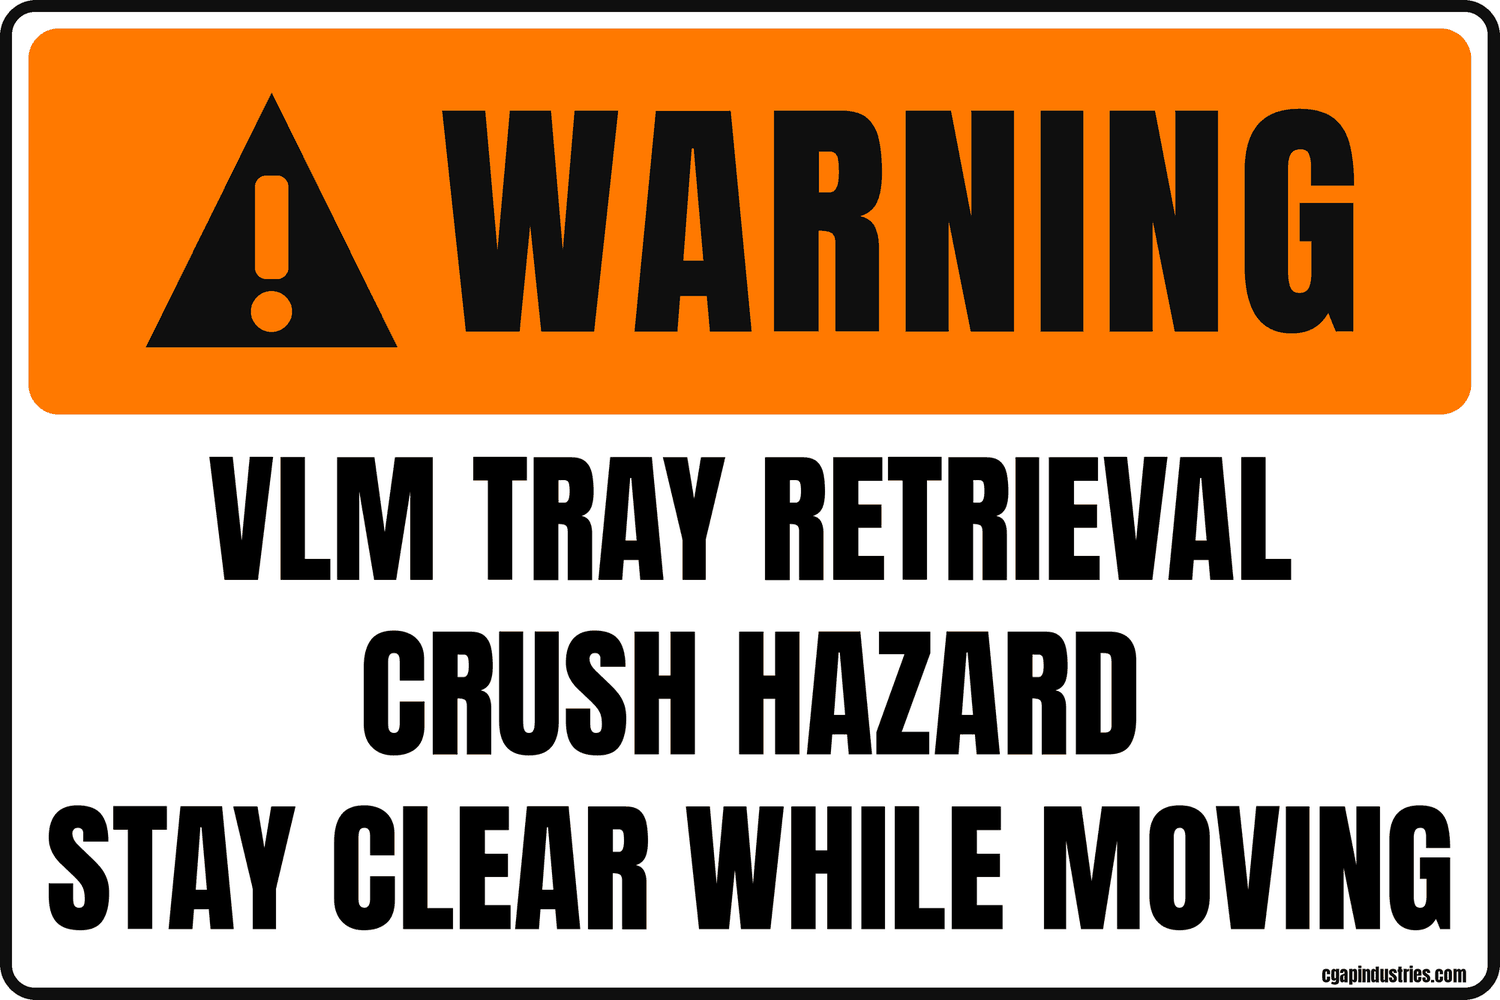 WARNING
VLM TRAY RETRIEVAL
CRUSH HAZARD
STAY CLEAR WHILE MOVING
cgapindustries.com